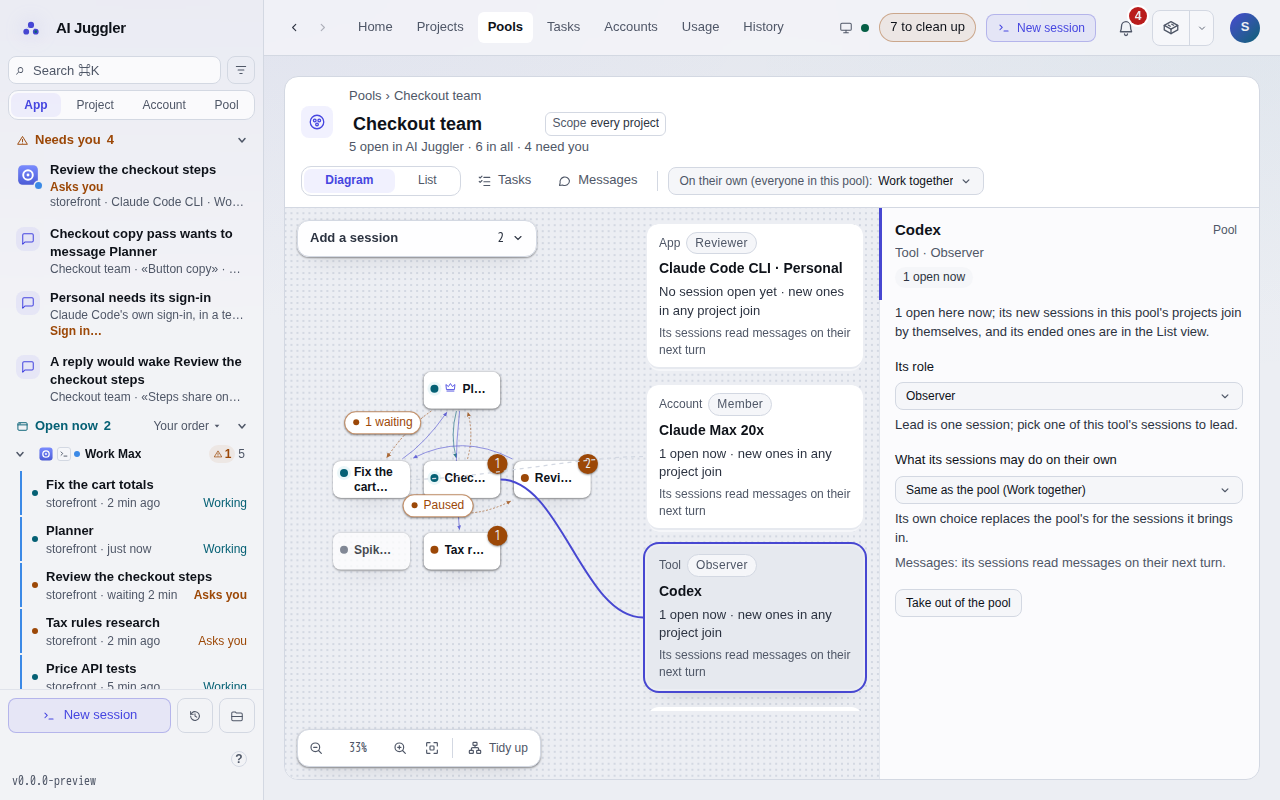 AI Juggler
Search ⌘K
App
Project
Account
Pool
Needs you 4
Review the checkout steps
Asks you
storefront · Claude Code CLI · Wo…
Checkout copy pass wants to
message Planner
Checkout team · «Button copy» · …
Personal needs its sign-in
Claude Code's own sign-in, in a te…
Sign in…
A reply would wake Review the
checkout steps
Checkout team · «Steps share on…
Open now 2
Your order
Work Max
1
5
Fix the cart totals
storefront · 2 min ago
Working
Planner
storefront · just now
Working
Review the checkout steps
storefront · waiting 2 min
Asks you
Tax rules research
storefront · 2 min ago
Asks you
Price API tests
storefront · 5 min ago
Working
New session
?
v0.0.0-preview
Home
Projects
Pools
Tasks
Accounts
Usage
History
7 to clean up
New session
4
S
Pools › Checkout team
Checkout team
Scope every project
5 open in AI Juggler · 6 in all · 4 need you
Diagram
List
Tasks
Messages
On their own (everyone in this pool): Work together
Add a session
2
Pl…
1 waiting
Fix the
cart…
Chec…
1
Revi…
2
Paused
Spik…
Tax r…
1
App
Reviewer
Claude Code CLI · Personal
No session open yet · new ones
in any project join
Its sessions read messages on their
next turn
Account
Member
Claude Max 20x
1 open now · new ones in any
project join
Its sessions read messages on their
next turn
Tool
Observer
Codex
1 open now · new ones in any
project join
Its sessions read messages on their
next turn
33%
Tidy up
Codex
Pool
Tool · Observer
1 open now
1 open here now; its new sessions in this pool's projects join
by themselves, and its ended ones are in the List view.
Its role
Observer
Lead is one session; pick one of this tool's sessions to lead.
What its sessions may do on their own
Same as the pool (Work together)
Its own choice replaces the pool's for the sessions it brings
in.
Messages: its sessions read messages on their next turn.
Take out of the pool